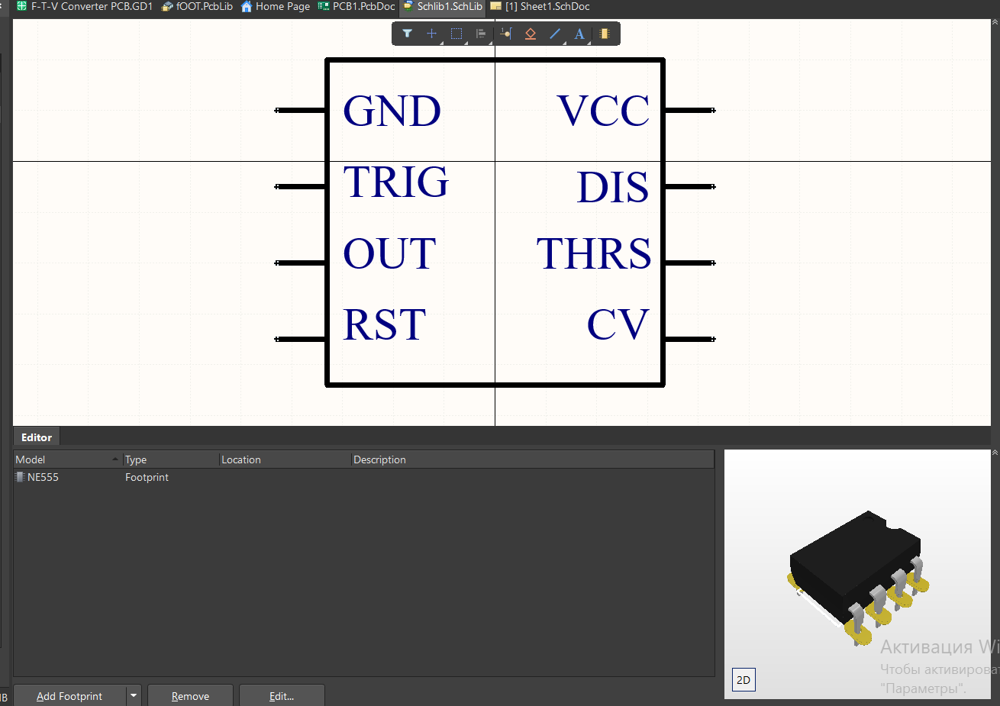 F-T-V Converter PCB.GD1 fOOT.PcbLib Home Page PCB1.PcbDoc Schlib1.SchLib [1] Sheet1.SchDoc
A
GND VCC
TRIG DIS
OUT THRS
RST CV
Editor
Model Type Location Description
NE555 Footprint
2D
Активация Wi
Чтобы активироват
"Параметры".
Add Footprint Remove Edit...